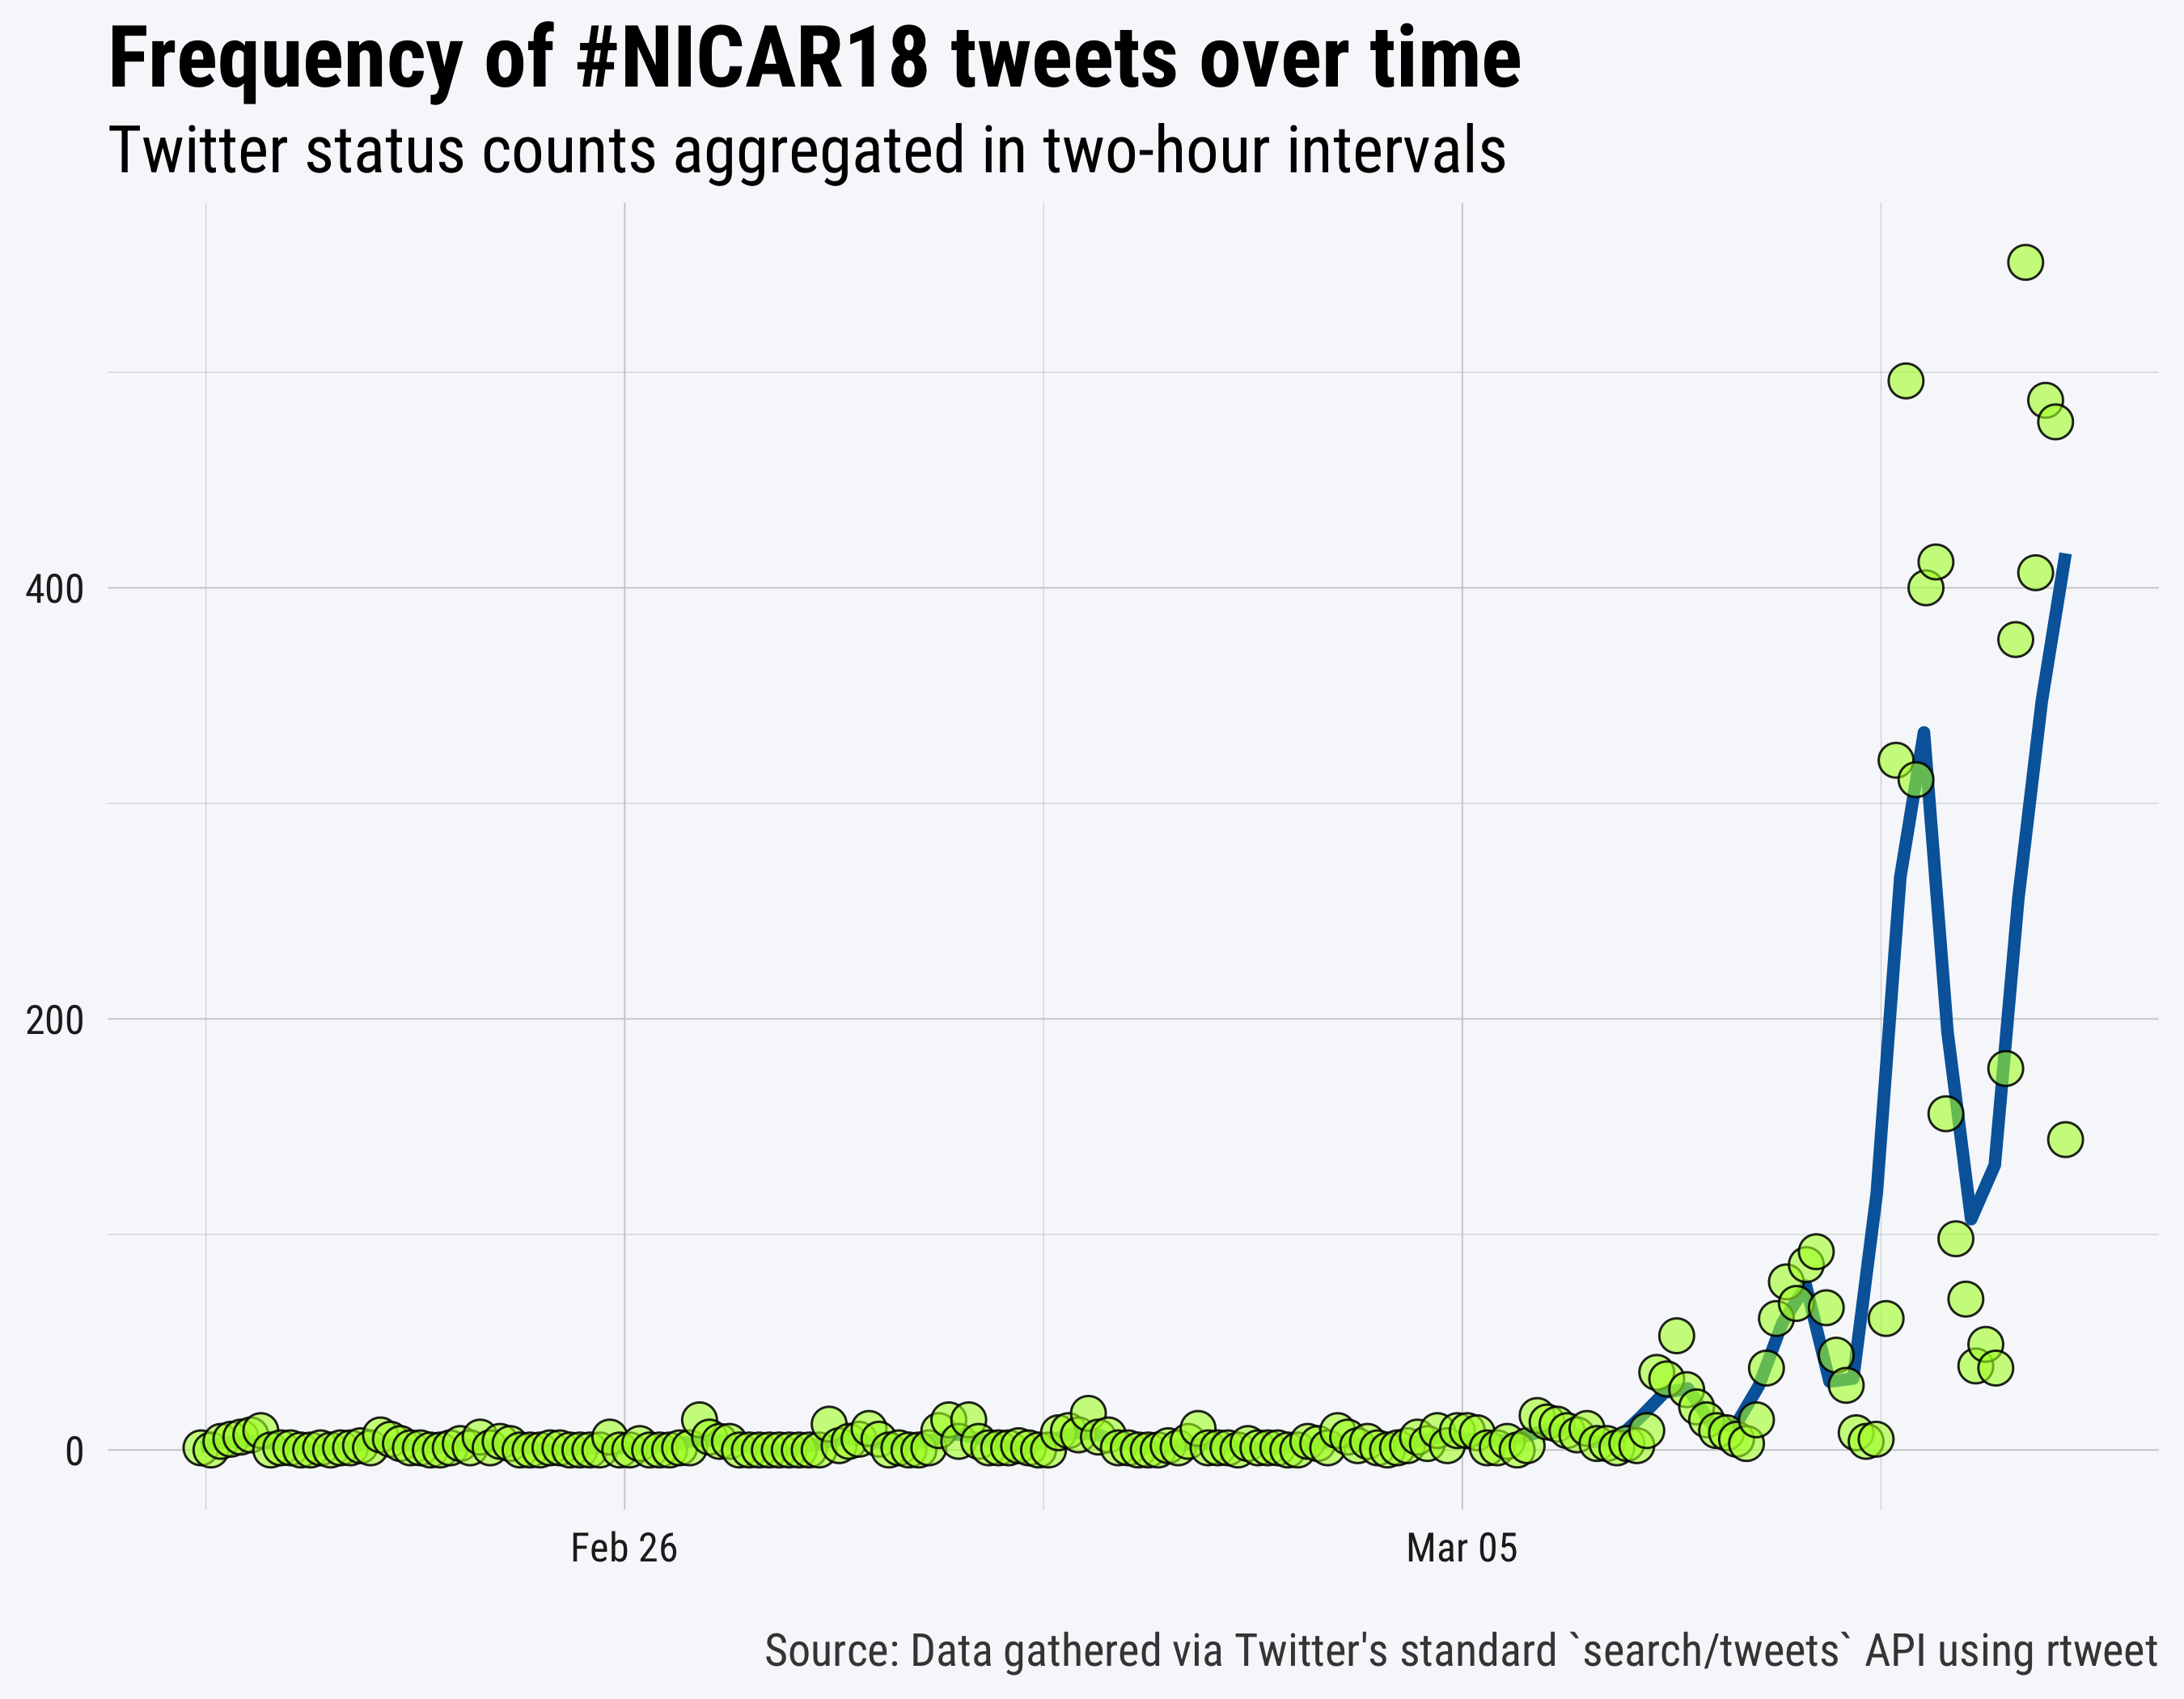 Frequency of #NICAR18 tweets over time
Twitter status counts aggregated in two-hour intervals
400
200
0
Feb 26
Mar 05
Source: Data gathered via Twitter's standard `search/tweets` API using rtweet